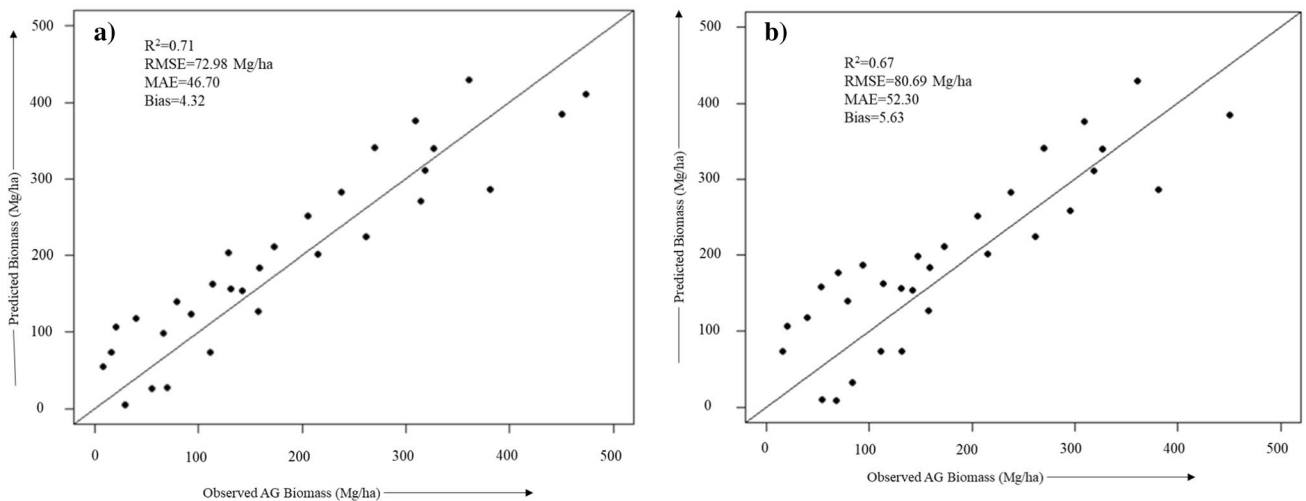 a)
R²=0.71
RMSE=72.98 Mg/ha
MAE=46.70
Bias=4.32
Predicted Biomass (Mg/ha)
500
400
300
200
100
0
0 100 200 300 400 500
Observed AG Biomass (Mg/ha)
b)
R²=0.67
RMSE=80.69 Mg/ha
MAE=52.30
Bias=5.63
Predicted Biomass (Mg/ha)
500
400
300
200
100
0
0 100 200 300 400 500
Observed AG Biomass (Mg/ha)